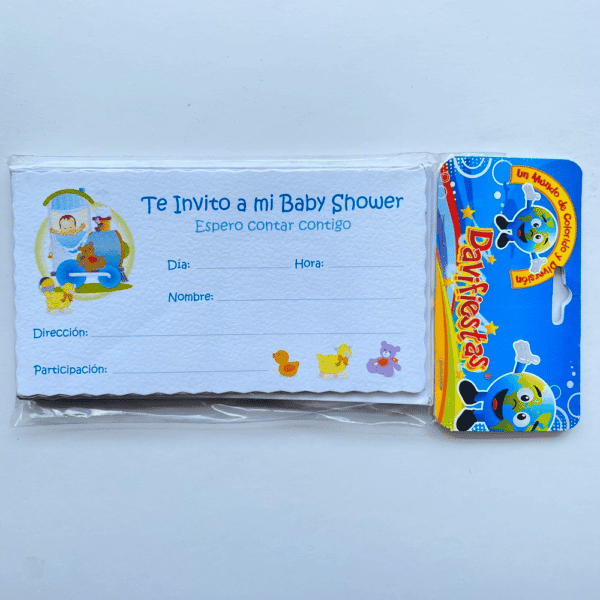 Te Invito a mi Baby Shower
Espero contar contigo
Día: Hora:
Nombre:
Dirección:
Participación:
Un Mundo de Colorido y Diversión
Davifiestas